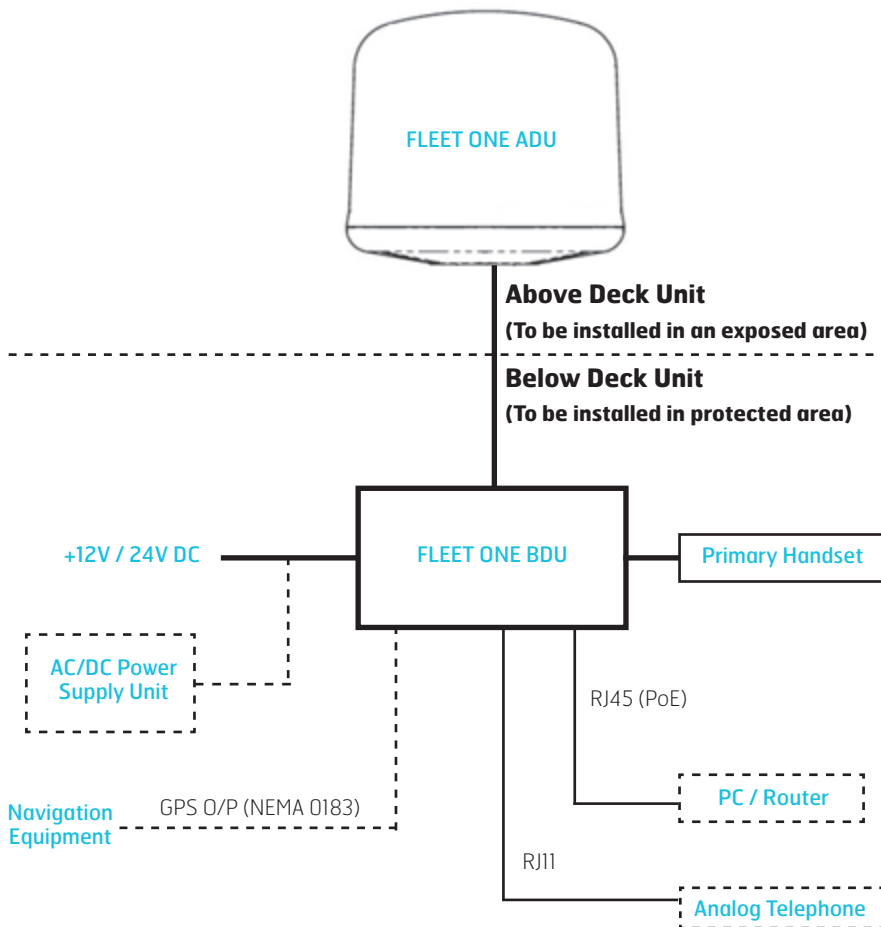 FLEET ONE ADU
Above Deck Unit
(To be installed in an exposed area)
Below Deck Unit
(To be installed in protected area)
+12V / 24V DC
FLEET ONE BDU
Primary Handset
AC/DC Power
Supply Unit
RJ45 (PoE)
Navigation
Equipment
GPS O/P (NEMA 0183)
PC / Router
RJ11
Analog Telephone